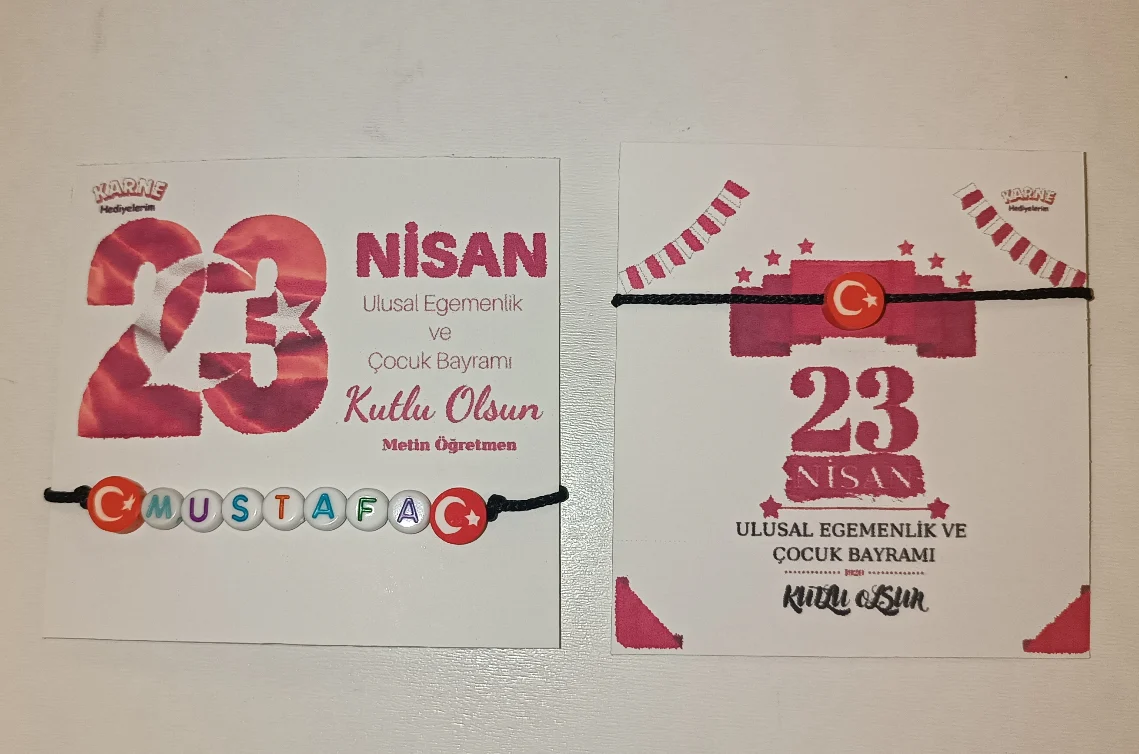 KARNE
Hediyelerim
23
NİSAN
Ulusal Egemenlik
ve
Çocuk Bayramı
Kutlu Olsun
Metin Öğretmen
MUSTAFA
KARNE
Hediyelerim
23
NİSAN
ULUSAL EGEMENLİK VE
ÇOCUK BAYRAMI
KUTLU OLSUN